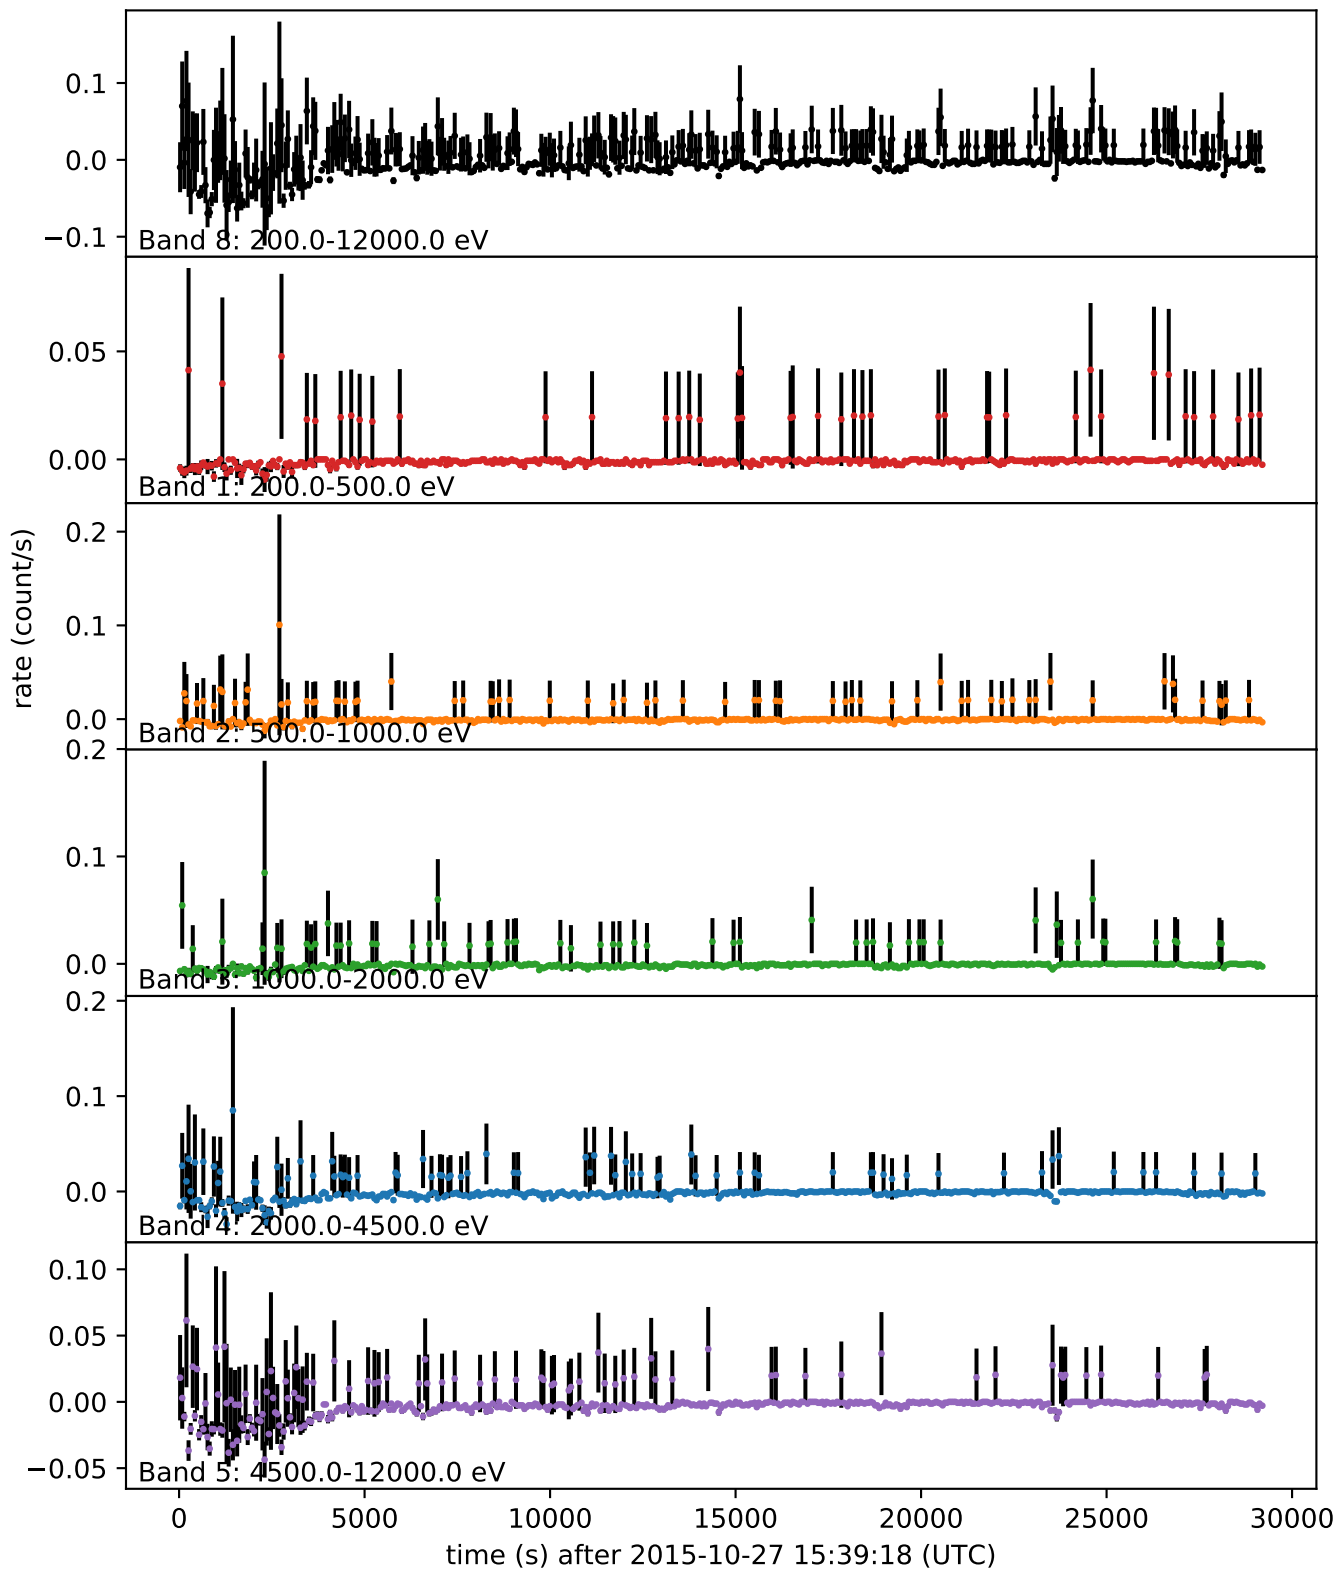 0.1
0.0
−0.1
Band 8: 200.0-12000.0 eV
0.05
0.00
Band 1: 200.0-500.0 eV
0.2
0.1
0.0
Band 2: 500.0-1000.0 eV
rate (count/s)
0.2
0.1
0.0
Band 3: 1000.0-2000.0 eV
0.2
0.1
0.0
Band 4: 2000.0-4500.0 eV
0.10
0.05
0.00
−0.05
Band 5: 4500.0-12000.0 eV
0 5000 10000 15000 20000 25000 30000
time (s) after 2015-10-27 15:39:18 (UTC)